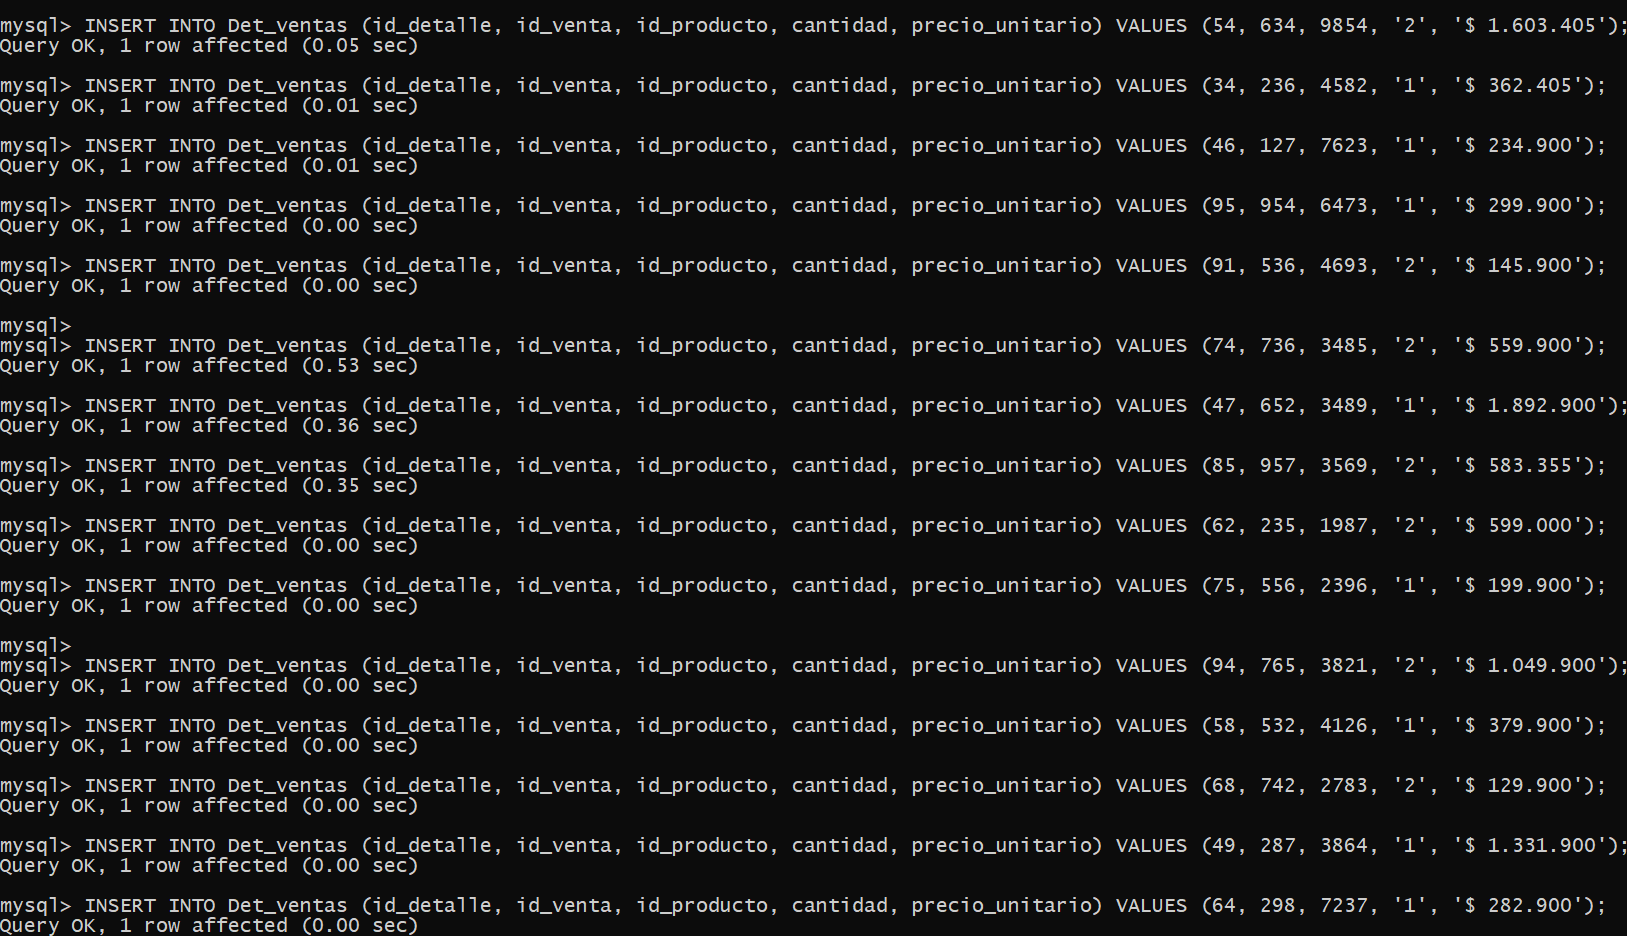 mysql> INSERT INTO Det_ventas (id_detalle, id_venta, id_producto, cantidad, precio_unitario) VALUES (54, 634, 9854, '2', '$ 1.603.405');
Query OK, 1 row affected (0.05 sec)
mysql> INSERT INTO Det_ventas (id_detalle, id_venta, id_producto, cantidad, precio_unitario) VALUES (34, 236, 4582, '1', '$ 362.405');
Query OK, 1 row affected (0.01 sec)
mysql> INSERT INTO Det_ventas (id_detalle, id_venta, id_producto, cantidad, precio_unitario) VALUES (46, 127, 7623, '1', '$ 234.900');
Query OK, 1 row affected (0.01 sec)
mysql> INSERT INTO Det_ventas (id_detalle, id_venta, id_producto, cantidad, precio_unitario) VALUES (95, 954, 6473, '1', '$ 299.900');
Query OK, 1 row affected (0.00 sec)
mysql> INSERT INTO Det_ventas (id_detalle, id_venta, id_producto, cantidad, precio_unitario) VALUES (91, 536, 4693, '2', '$ 145.900');
Query OK, 1 row affected (0.00 sec)
mysql>
mysql> INSERT INTO Det_ventas (id_detalle, id_venta, id_producto, cantidad, precio_unitario) VALUES (74, 736, 3485, '2', '$ 559.900');
Query OK, 1 row affected (0.53 sec)
mysql> INSERT INTO Det_ventas (id_detalle, id_venta, id_producto, cantidad, precio_unitario) VALUES (47, 652, 3489, '1', '$ 1.892.900');
Query OK, 1 row affected (0.36 sec)
mysql> INSERT INTO Det_ventas (id_detalle, id_venta, id_producto, cantidad, precio_unitario) VALUES (85, 957, 3569, '2', '$ 583.355');
Query OK, 1 row affected (0.35 sec)
mysql> INSERT INTO Det_ventas (id_detalle, id_venta, id_producto, cantidad, precio_unitario) VALUES (62, 235, 1987, '2', '$ 599.000');
Query OK, 1 row affected (0.00 sec)
mysql> INSERT INTO Det_ventas (id_detalle, id_venta, id_producto, cantidad, precio_unitario) VALUES (75, 556, 2396, '1', '$ 199.900');
Query OK, 1 row affected (0.00 sec)
mysql>
mysql> INSERT INTO Det_ventas (id_detalle, id_venta, id_producto, cantidad, precio_unitario) VALUES (94, 765, 3821, '2', '$ 1.049.900');
Query OK, 1 row affected (0.00 sec)
mysql> INSERT INTO Det_ventas (id_detalle, id_venta, id_producto, cantidad, precio_unitario) VALUES (58, 532, 4126, '1', '$ 379.900');
Query OK, 1 row affected (0.00 sec)
mysql> INSERT INTO Det_ventas (id_detalle, id_venta, id_producto, cantidad, precio_unitario) VALUES (68, 742, 2783, '2', '$ 129.900');
Query OK, 1 row affected (0.00 sec)
mysql> INSERT INTO Det_ventas (id_detalle, id_venta, id_producto, cantidad, precio_unitario) VALUES (49, 287, 3864, '1', '$ 1.331.900');
Query OK, 1 row affected (0.00 sec)
mysql> INSERT INTO Det_ventas (id_detalle, id_venta, id_producto, cantidad, precio_unitario) VALUES (64, 298, 7237, '1', '$ 282.900');
Query OK, 1 row affected (0.00 sec)